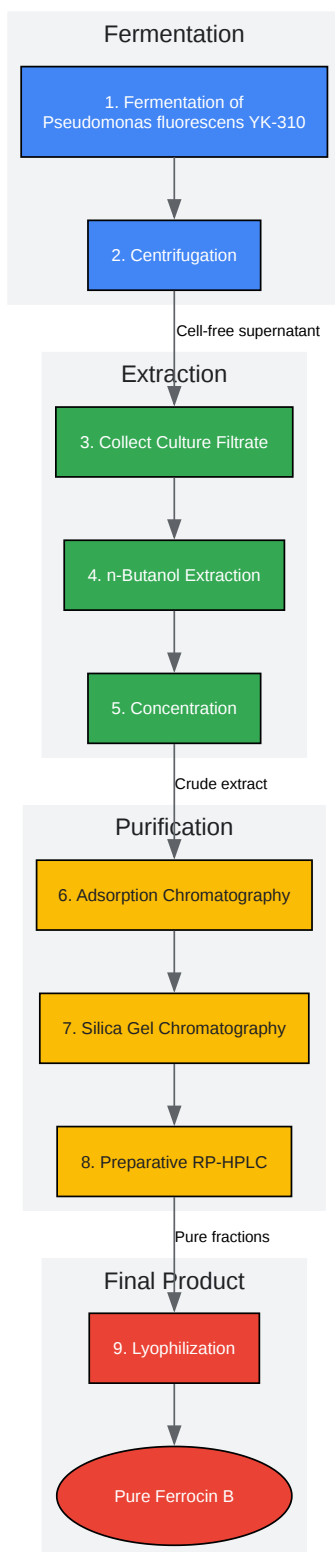 Fermentation
1. Fermentation of
Pseudomonas fluorescens YK-310
2. Centrifugation
Cell-free supernatant
Extraction
3. Collect Culture Filtrate
4. n-Butanol Extraction
5. Concentration
Crude extract
Purification
6. Adsorption Chromatography
7. Silica Gel Chromatography
8. Preparative RP-HPLC
Pure fractions
Final Product
9. Lyophilization
Pure Ferrocin B